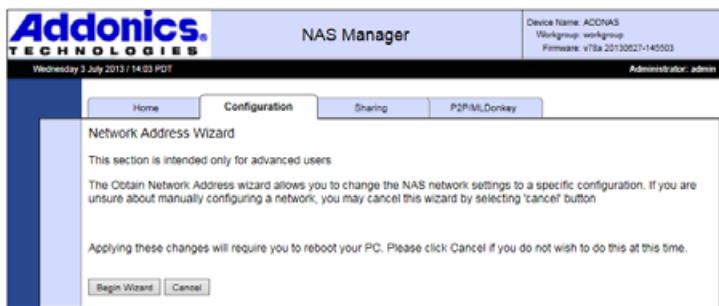 Addonics®
TECHNOLOGIES
NAS Manager
Device Name: ADDNAS
Workgroup: workgroup
Firmware: v78a 20130627-145503
Wednesday 3 July 2013 / 14:03 PDT
Administrator: admin
Home
Configuration
Sharing
P2P/MLDonkey
Network Address Wizard
This section is intended only for advanced users
The Obtain Network Address wizard allows you to change the NAS network settings to a specific configuration. If you are
unsure about manually configuring a network, you may cancel this wizard by selecting 'cancel' button
Applying these changes will require you to reboot your PC. Please click Cancel if you do not wish to do this at this time.
Begin Wizard
Cancel